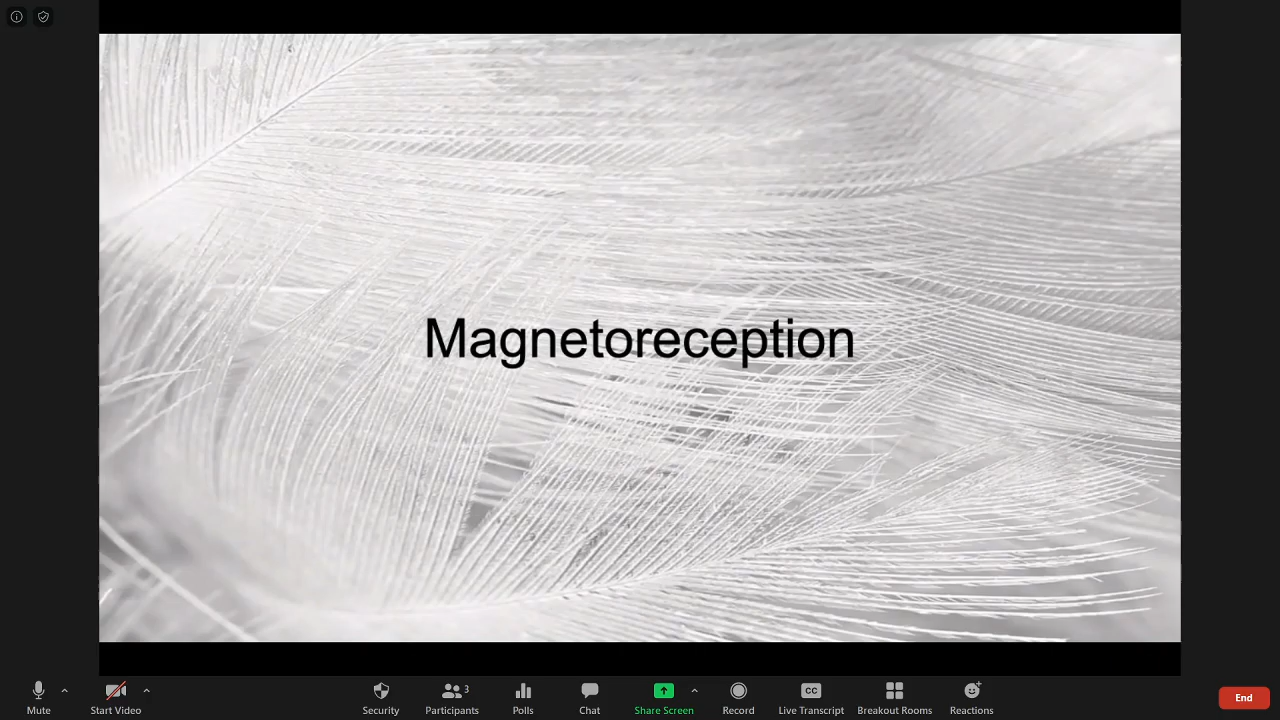 Magnetoreception
Mute
Start Video
Security
Participants
3
Polls
Chat
Share Screen
Record
CC
Live Transcript
Breakout Rooms
Reactions
End